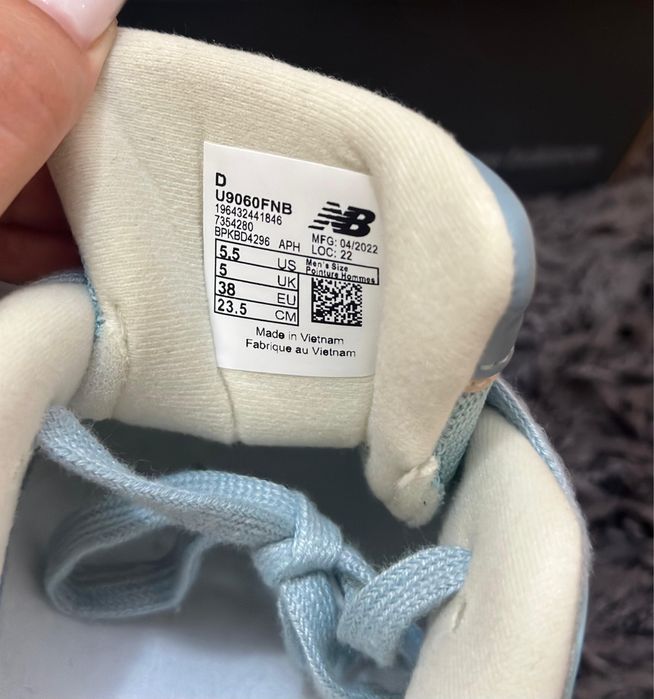 D
U9060FNB
196432441846
7354280
BPKBD4296 APH
NB
MFG: 04/2022
LOC: 22
5.5 US
5 UK
38 EU
23.5 CM
Men's Size
Pointure Hommes
Made in Vietnam
Fabrique au Vietnam